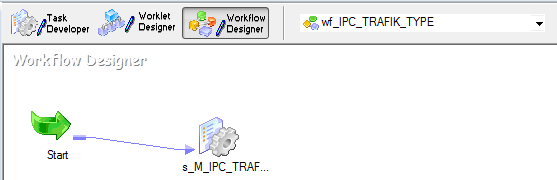 Task Developer
Worklet Designer
Workflow Designer
wf_IPC_TRAFIK_TYPE
Workflow Designer
Start
s_M_IPC_TRAF...